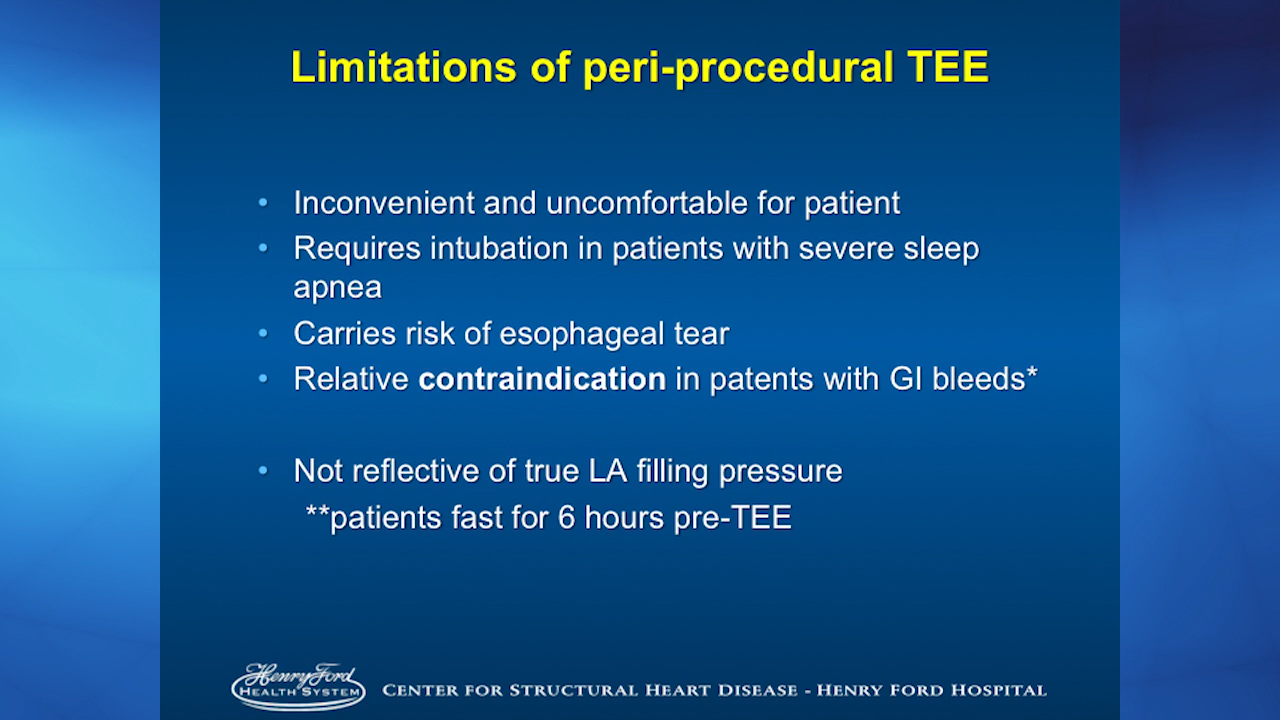 Limitations of peri-procedural TEE
• Inconvenient and uncomfortable for patient
• Requires intubation in patients with severe sleep
apnea
• Carries risk of esophageal tear
• Relative contraindication in patents with GI bleeds*
• Not reflective of true LA filling pressure
**patients fast for 6 hours pre-TEE
Henry Ford
HEALTH SYSTEM
CENTER FOR STRUCTURAL HEART DISEASE - HENRY FORD HOSPITAL